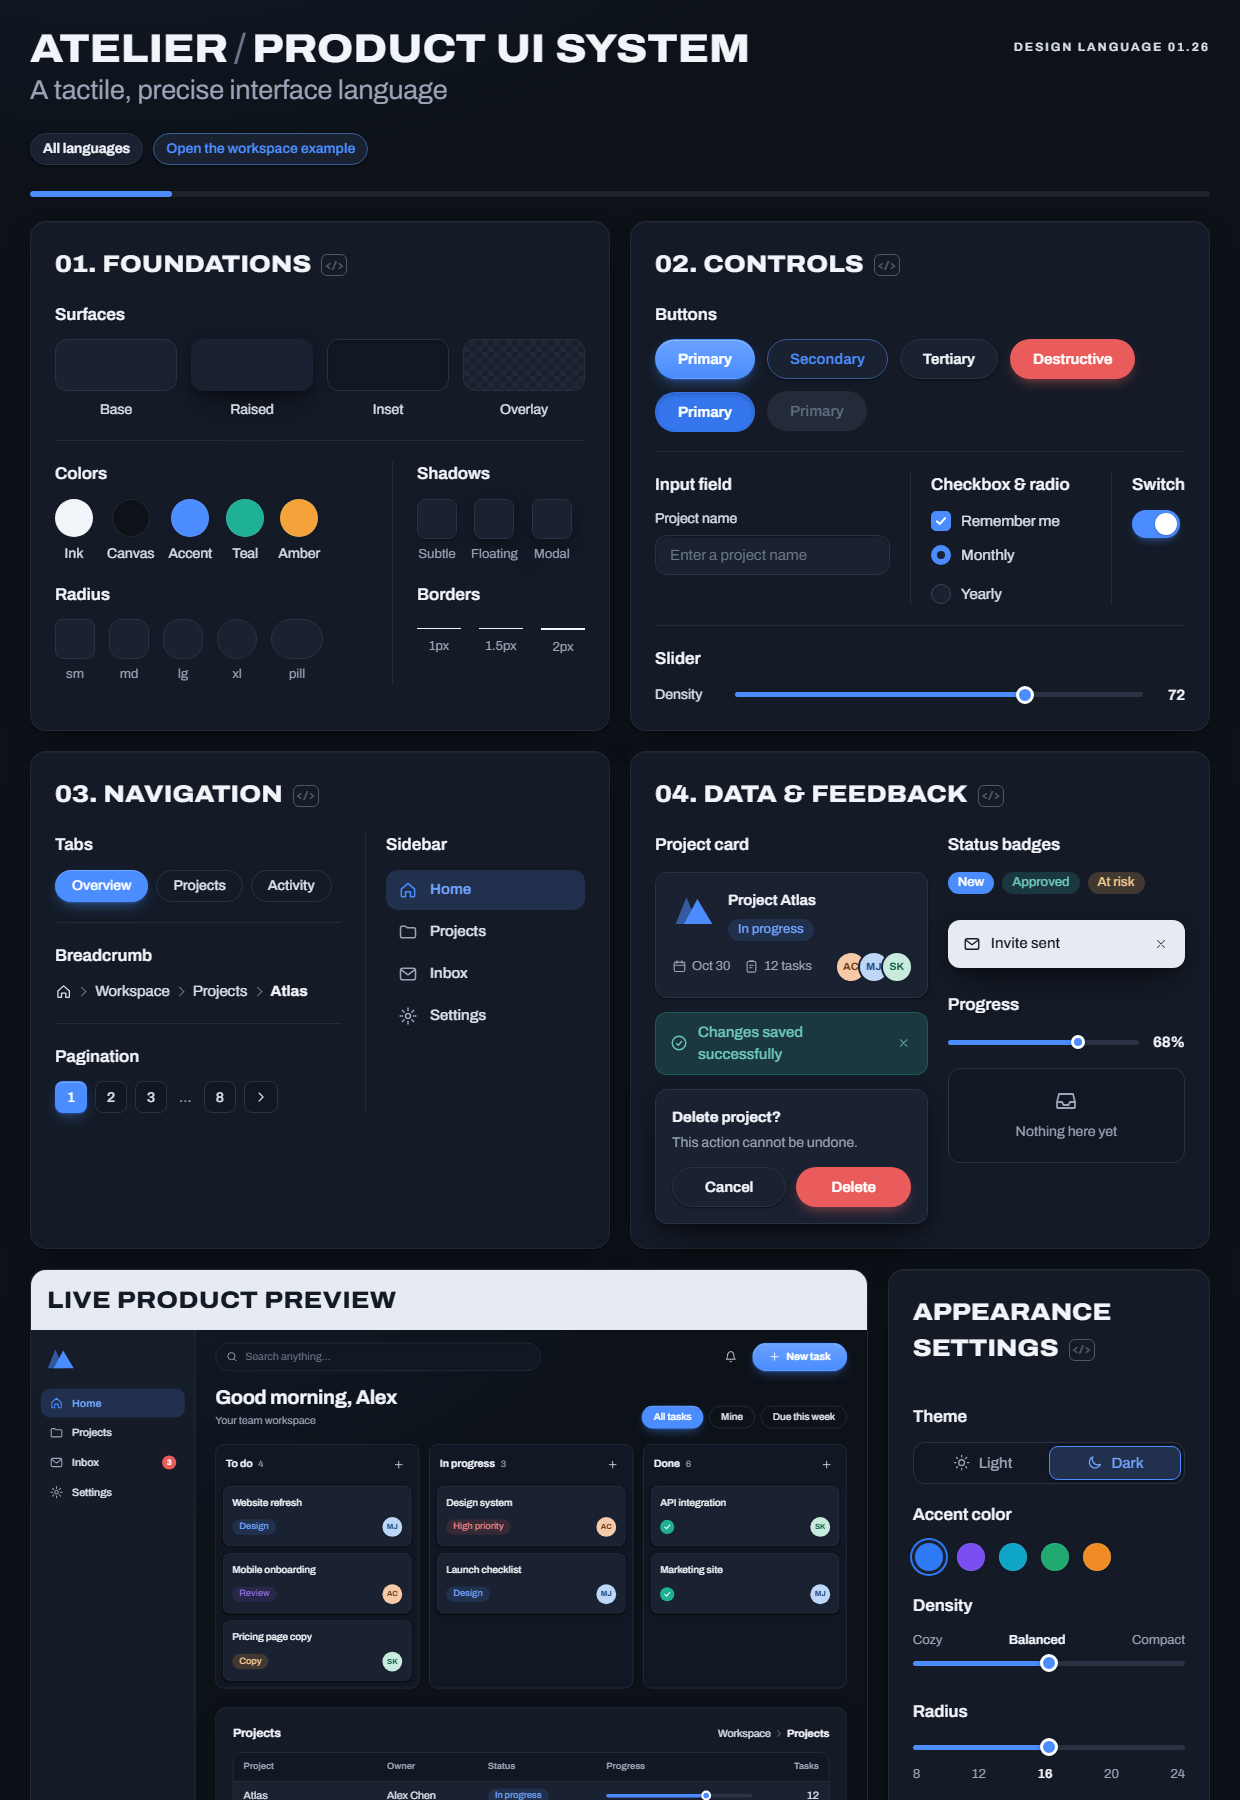 ATELIER / PRODUCT UI SYSTEM
DESIGN LANGUAGE 01.26
A tactile, precise interface language
All languages
Open the workspace example
01. FOUNDATIONS </>
Surfaces
Base Raised Inset Overlay
Colors
Ink Canvas Accent Teal Amber
Shadows
Subtle Floating Modal
Radius
sm md lg xl pill
Borders
1px 1.5px 2px
02. CONTROLS </>
Buttons
Primary Secondary Tertiary Destructive
Primary Primary
Input field
Project name
Enter a project name
Checkbox & radio
Remember me
Monthly
Yearly
Switch
Slider
Density 72
03. NAVIGATION </>
Tabs
Overview Projects Activity
Breadcrumb
Workspace Projects Atlas
Pagination
1 2 3 ... 8
Sidebar
Home
Projects
Inbox
Settings
04. DATA & FEEDBACK </>
Project card
Project Atlas
In progress
Oct 30 12 tasks AC MJ SK
Changes saved
successfully
Delete project?
This action cannot be undone.
Cancel Delete
Status badges
New Approved At risk
Invite sent
Progress
68%
Nothing here yet
LIVE PRODUCT PREVIEW
Home
Projects
Inbox 3
Settings
Search anything...
New task
Good morning, Alex
Your team workspace
All tasks Mine Due this week
To do 4
Website refresh
Design MJ
Mobile onboarding
Review AC
Pricing page copy
Copy SK
In progress 3
Design system
High priority AC
Launch checklist
Design MJ
Done 6
API integration
SK
Marketing site
MJ
Projects
Workspace Projects
Project Owner Status Progress Tasks
Atlas Alex Chen In progress 12
APPEARANCE
SETTINGS </>
Theme
Light Dark
Accent color
Density
Cozy Balanced Compact
Radius
8 12 16 20 24